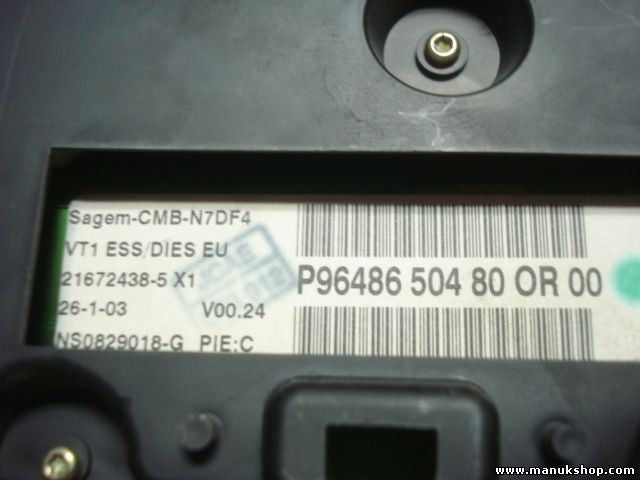 Sagem-CMB-N7DF4
VT1 ESS/DIES EU
21672438-5 X1
26-1-03 V00.24
NS0829018-G PIE:C
P96486 504 80 OR 00
www.manukshop.com